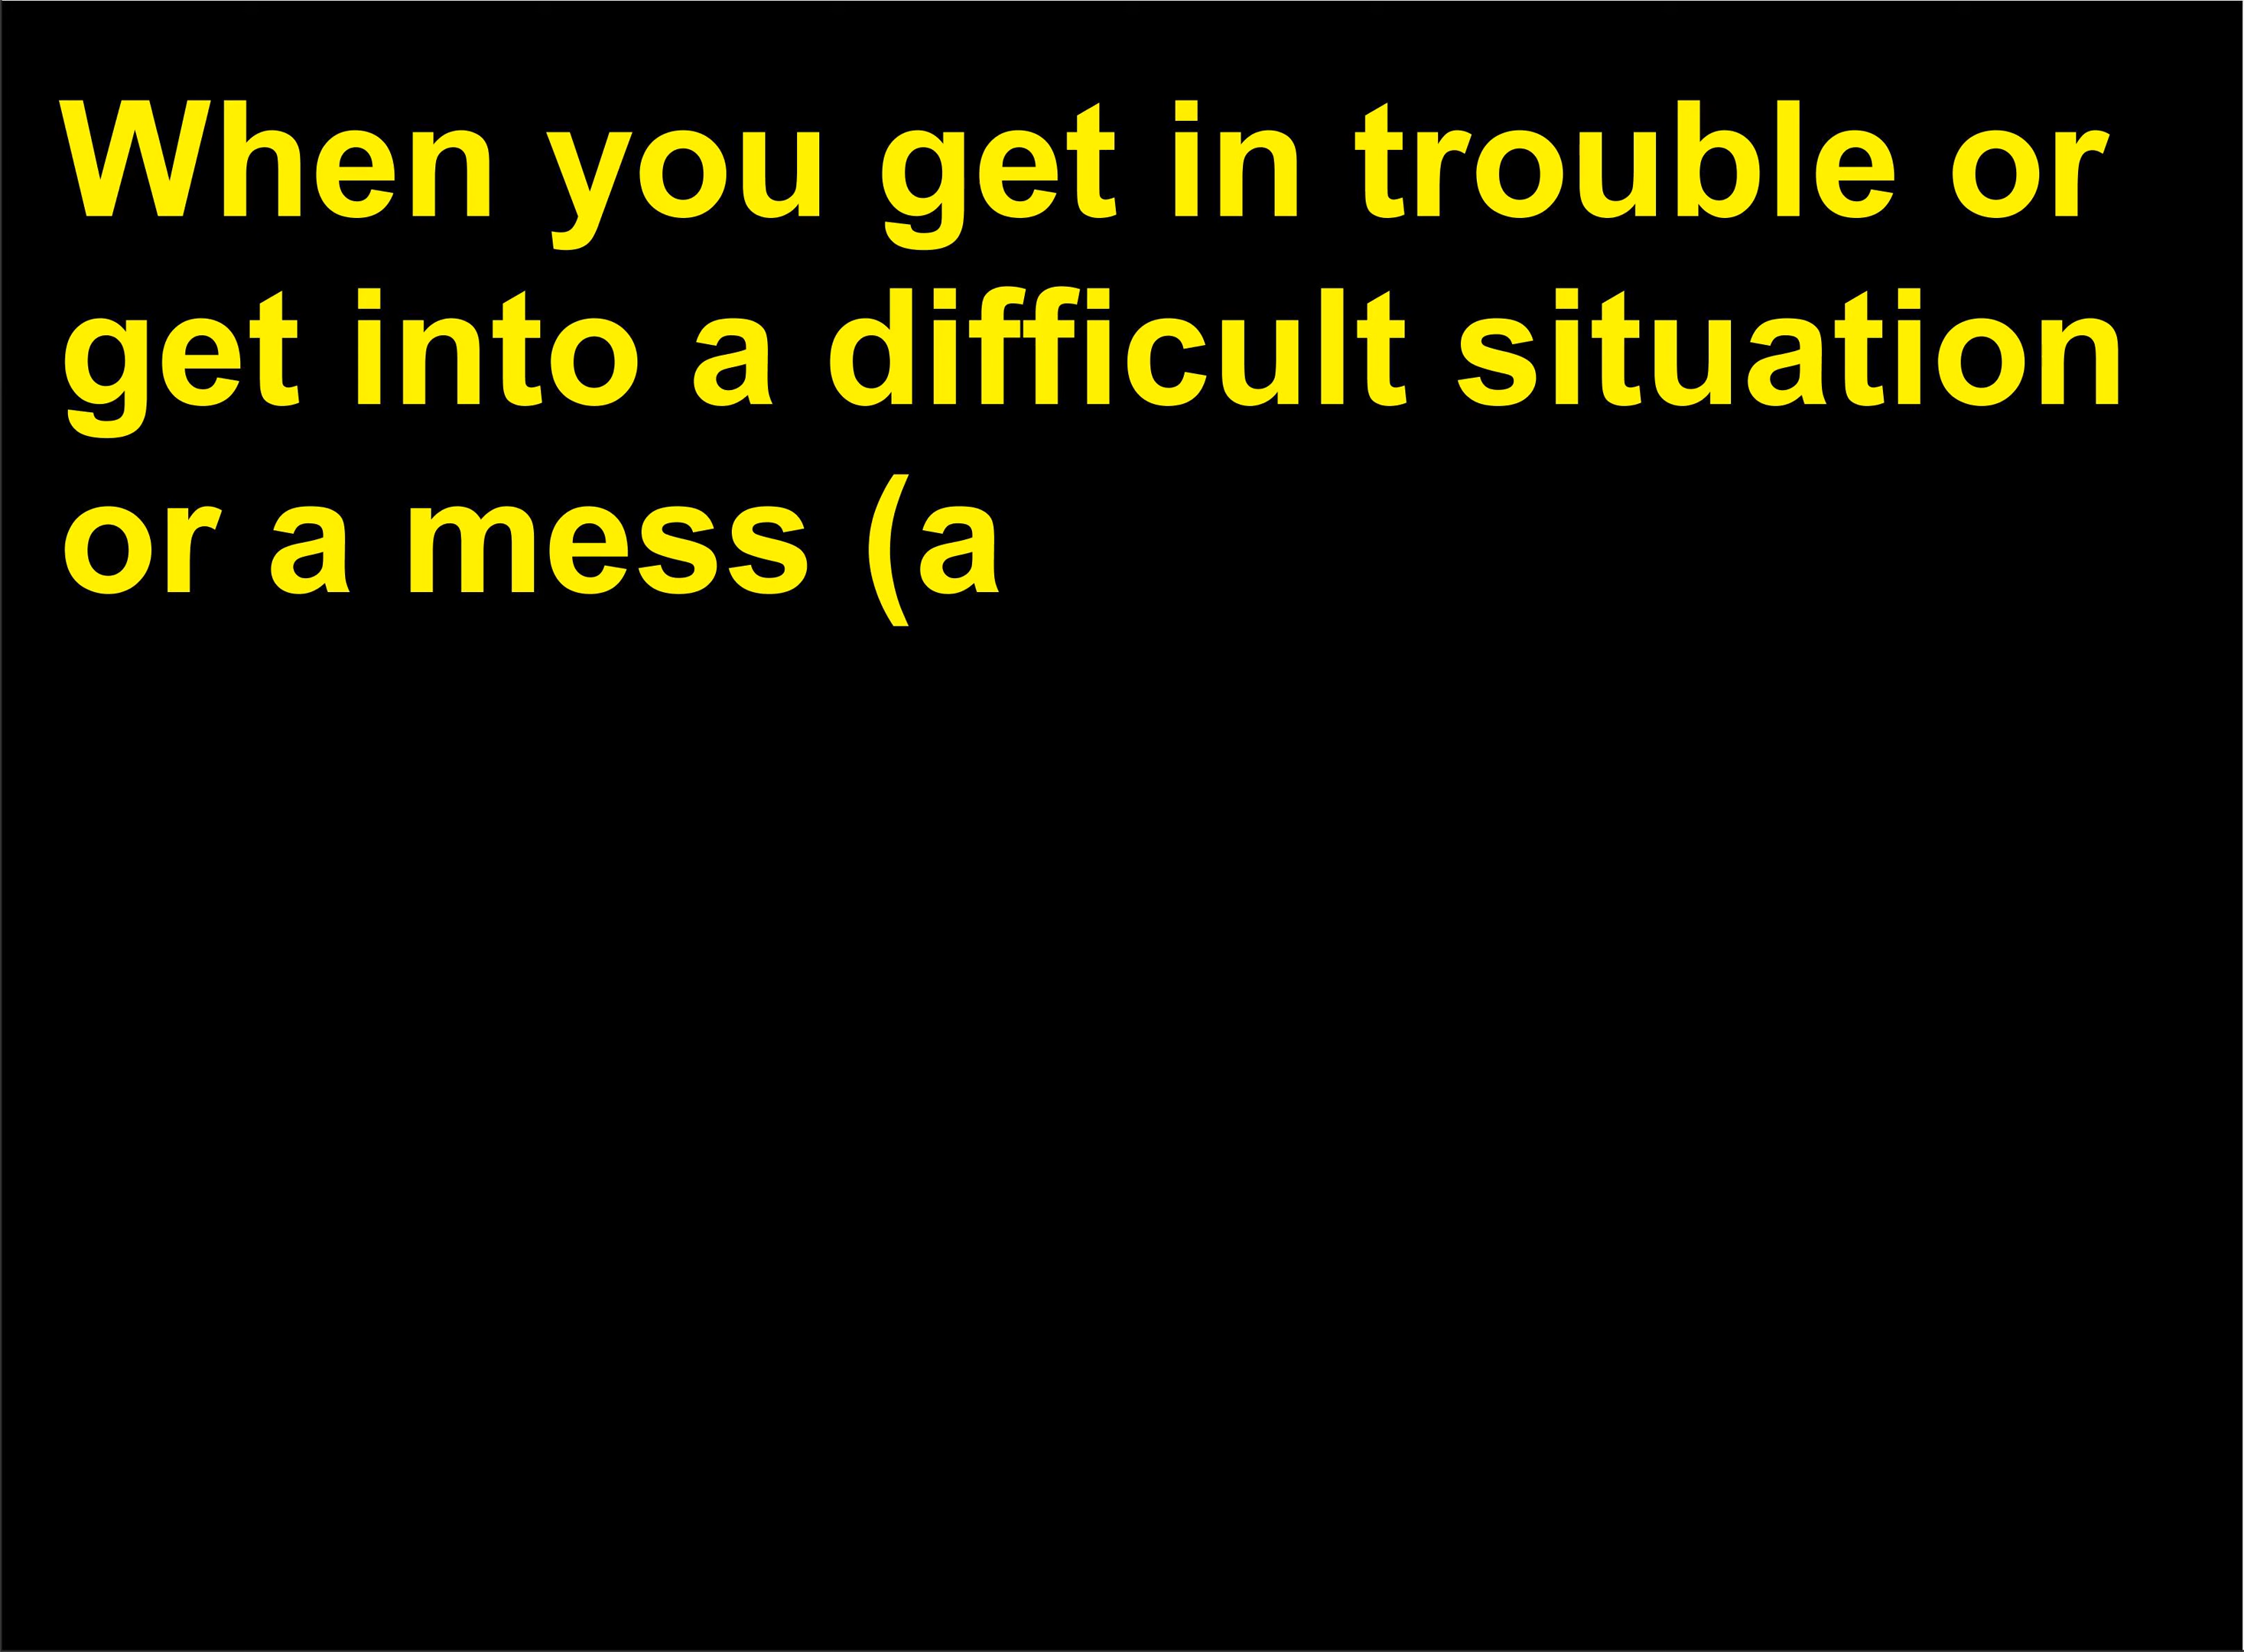 When you get in trouble or
get into a difficult situation
or a mess (a